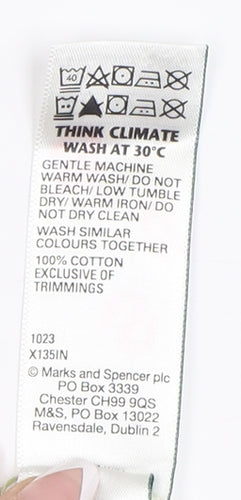 40
THINK CLIMATE
WASH AT 30°C
GENTLE MACHINE
WARM WASH/ DO NOT
BLEACH/ LOW TUMBLE
DRY/ WARM IRON/ DO
NOT DRY CLEAN
WASH SIMILAR
COLOURS TOGETHER
100% COTTON
EXCLUSIVE OF
TRIMMINGS
1023
X135IN
© Marks and Spencer plc
PO Box 3339
Chester CH99 9QS
M&S, PO Box 13022
Ravensdale, Dublin 2